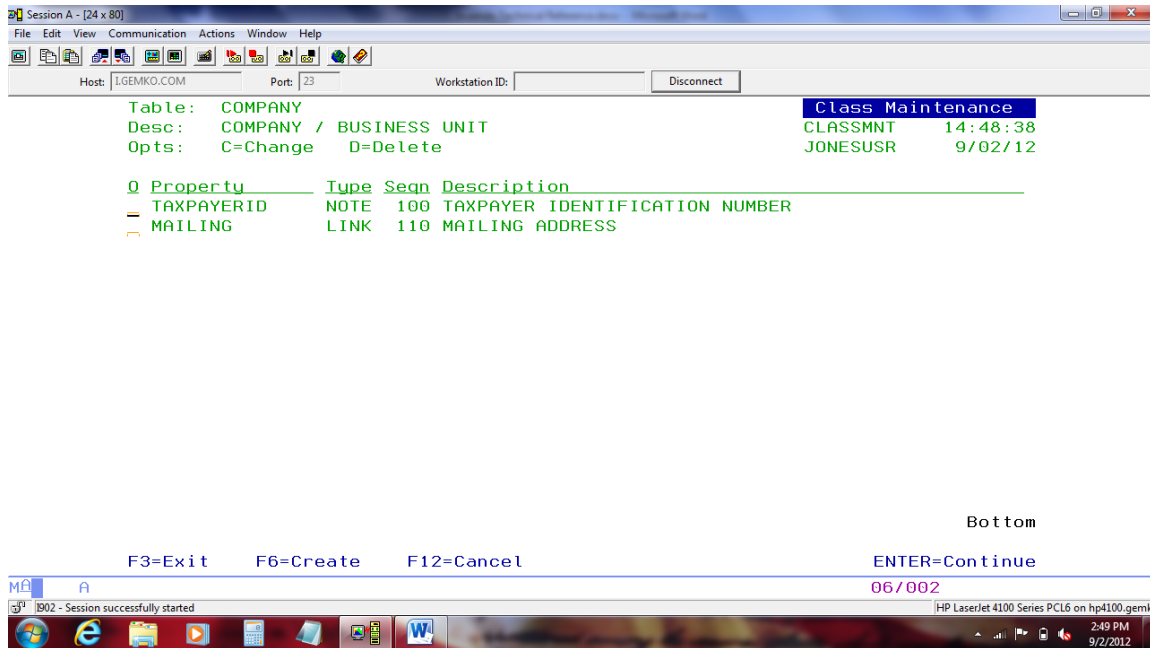 Session A - [24 x 80]
File Edit View Communication Actions Window Help
Host: I.GEMKO.COM Port: 23 Workstation ID: Disconnect
Table: COMPANY Class Maintenance
Desc: COMPANY / BUSINESS UNIT CLASSMNT 14:48:38
Opts: C=Change D=Delete JONESUSR 9/02/12
O Property Type Seqn Description
TAXPAYERID NOTE 100 TAXPAYER IDENTIFICATION NUMBER
MAILING LINK 110 MAILING ADDRESS
Bottom
F3=Exit F6=Create F12=Cancel ENTER=Continue
MA A 06/002
I902 - Session successfully started HP LaserJet 4100 Series PCL6 on hp4100.gemk
2:49 PM
9/2/2012